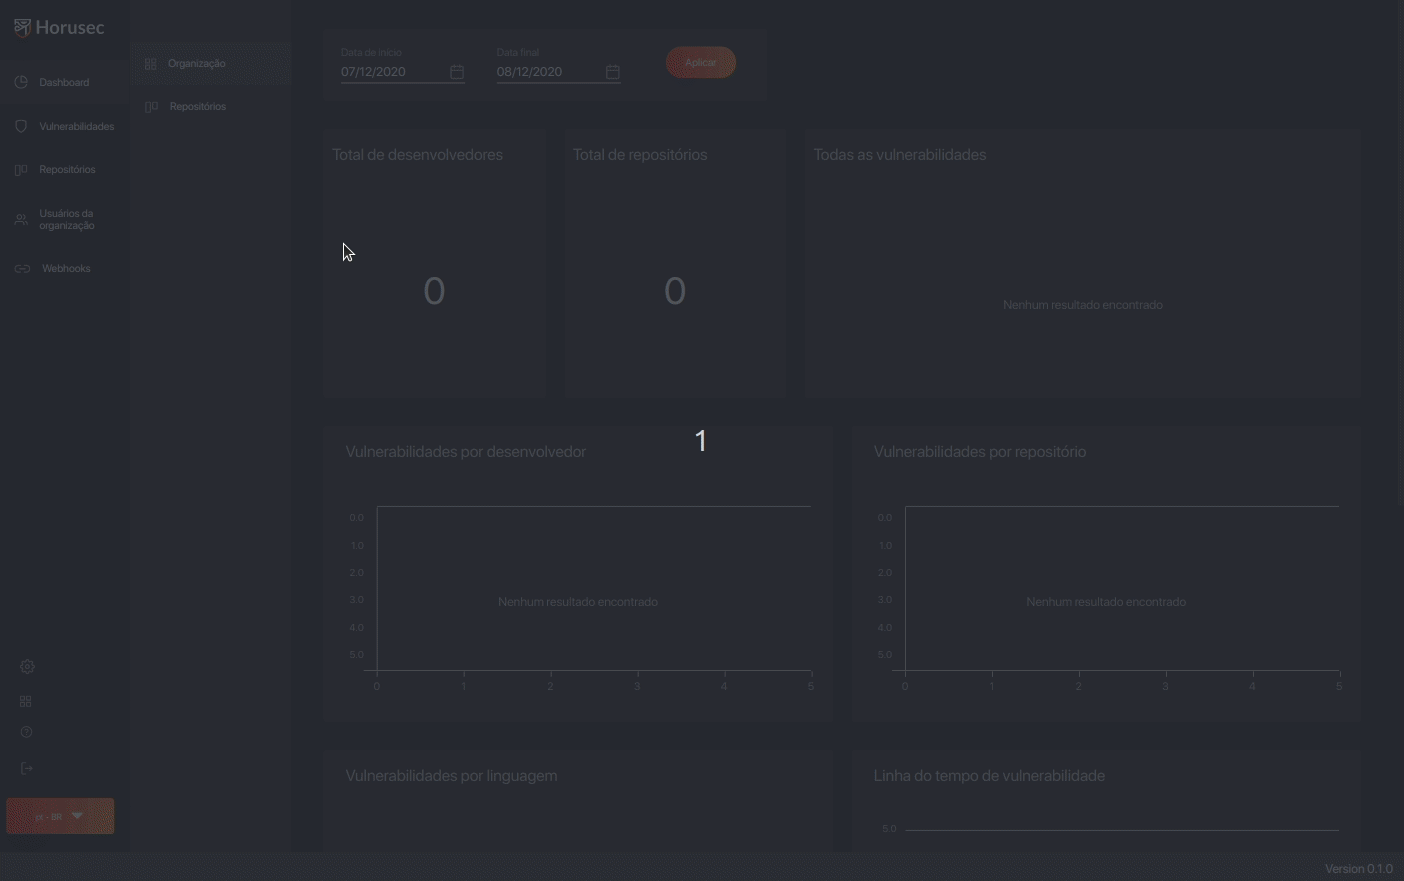 Horusec
Dashboard
Vulnerabilidades
Repositórios
Usuários da
organização
Webhooks
pt - BR
Organização
Repositórios
Data de Início
07/12/2020
Data final
08/12/2020
Aplicar
Total de desenvolvedores
0
Total de repositórios
0
Todas as vulnerabilidades
Nenhum resultado encontrado
1
Vulnerabilidades por desenvolvedor
0.0
1.0
2.0
3.0
4.0
5.0
Nenhum resultado encontrado
0 1 2 3 4 5
Vulnerabilidades por repositório
0.0
1.0
2.0
3.0
4.0
5.0
Nenhum resultado encontrado
0 1 2 3 4 5
Vulnerabilidades por linguagem
Linha do tempo de vulnerabilidade
5.0
Version 0.1.0